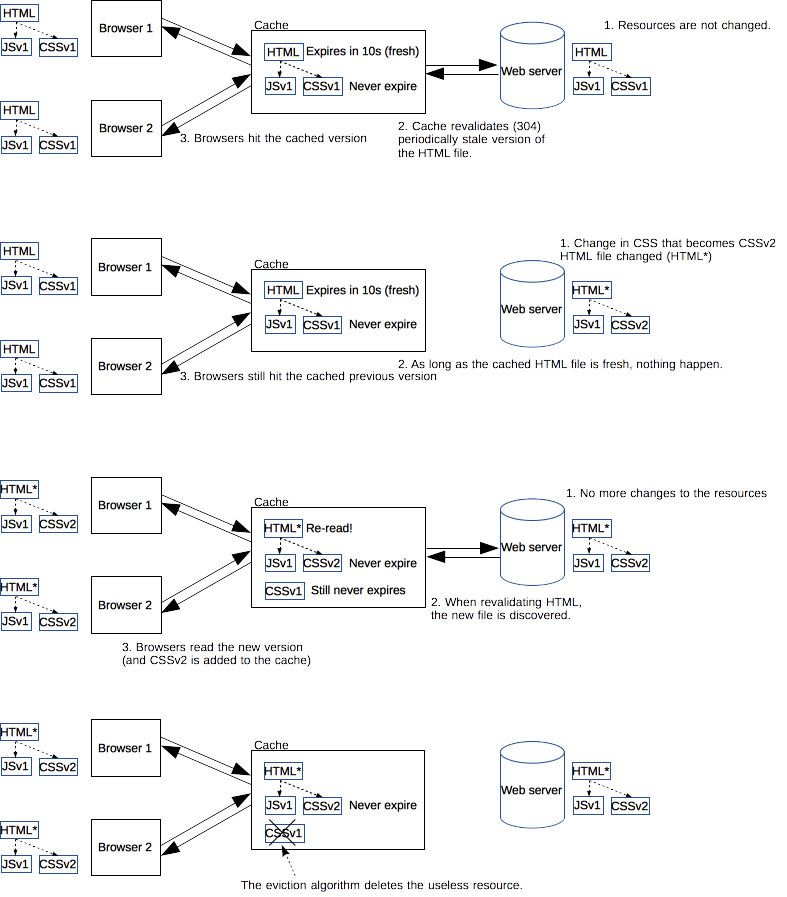 HTML
JSv1 CSSv1
Browser 1
Cache
HTML Expires in 10s (fresh)
JSv1 CSSv1 Never expire
Web server
1. Resources are not changed.
HTML
JSv1 CSSv1
HTML
JSv1 CSSv1
Browser 2
3. Browsers hit the cached version
2. Cache revalidates (304)
periodically stale version of
the HTML file.
1. Change in CSS that becomes CSSv2
HTML file changed (HTML*)
HTML
JSv1 CSSv1
Browser 1
Cache
HTML Expires in 10s (fresh)
JSv1 CSSv1 Never expire
Web server
HTML*
JSv1 CSSv2
HTML
JSv1 CSSv1
Browser 2
2. As long as the cached HTML file is fresh, nothing happen.
3. Browsers still hit the cached previous version
HTML*
JSv1 CSSv2
Browser 1
Cache
HTML* Re-read!
JSv1 CSSv2 Never expire
CSSv1 Still never expires
Web server
1. No more changes to the resources
HTML*
JSv1 CSSv2
HTML*
JSv1 CSSv2
Browser 2
2. When revalidating HTML,
the new file is discovered.
3. Browsers read the new version
(and CSSv2 is added to the cache)
HTML*
JSv1 CSSv2
Browser 1
Cache
HTML*
JSv1 CSSv2 Never expire
CSSv1
Web server
HTML*
JSv1 CSSv2
HTML*
JSv1 CSSv2
Browser 2
The eviction algorithm deletes the useless resource.